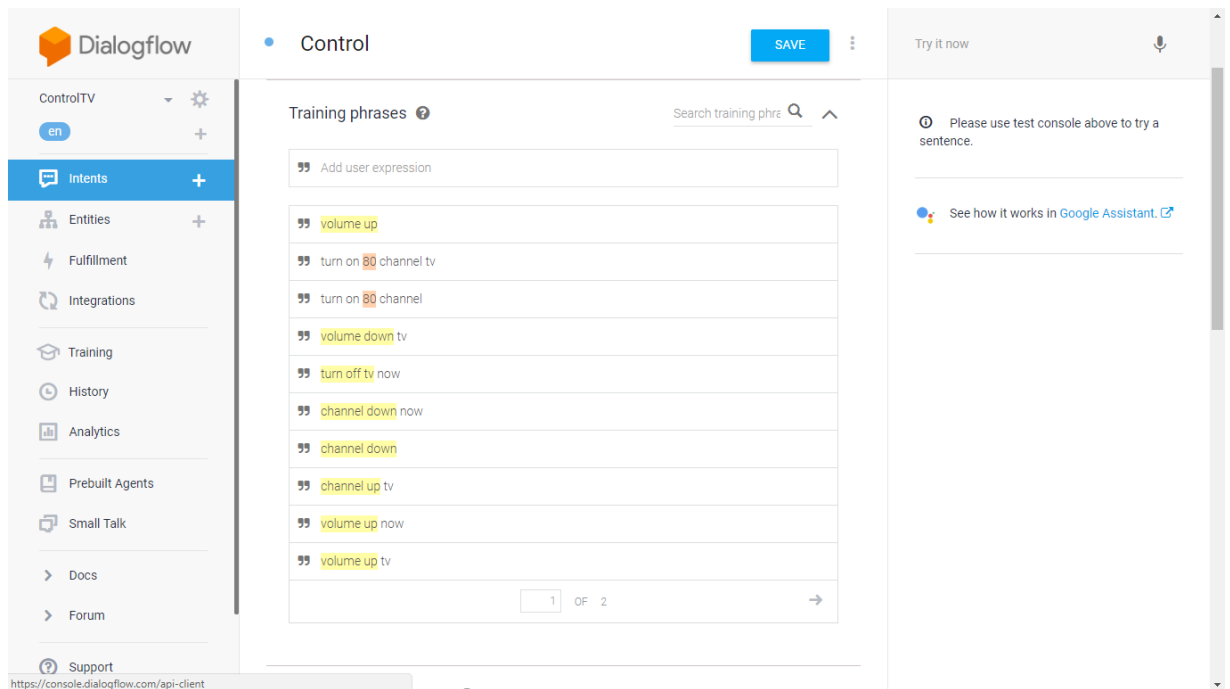 Dialogflow
Control
SAVE
Try it now
ControlTV
en
Intents
Entities
Fulfillment
Integrations
Training
History
Analytics
Prebuilt Agents
Small Talk
Docs
Forum
Support
https://console.dialogflow.com/api-client
Training phrases
Search training phra
Add user expression
volume up
turn on 80 channel tv
turn on 80 channel
volume down tv
turn off tv now
channel down now
channel down
channel up tv
volume up now
volume up tv
1 OF 2
Please use test console above to try a
sentence.
See how it works in Google Assistant.